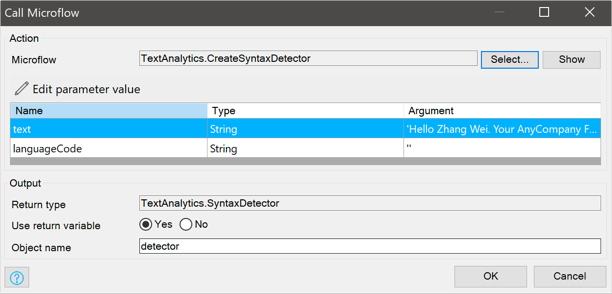 Call Microflow
Action
Microflow TextAnalytics.CreateSyntaxDetector Select... Show
Edit parameter value
Name Type Argument
text String 'Hello Zhang Wei. Your AnyCompany F...
languageCode String ''
Output
Return type TextAnalytics.SyntaxDetector
Use return variable Yes No
Object name detector
? OK Cancel